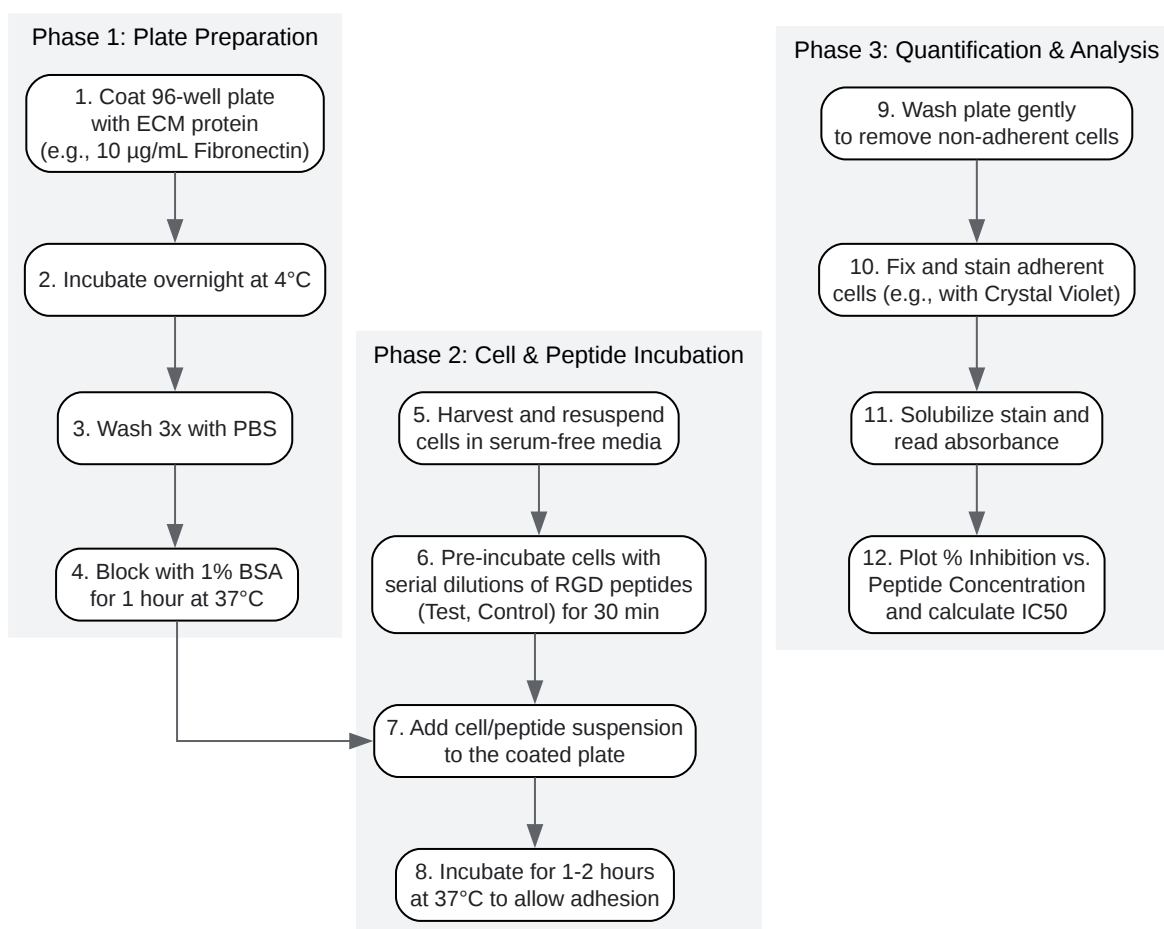 Phase 1: Plate Preparation
1. Coat 96-well plate
with ECM protein
(e.g., 10 µg/mL Fibronectin)
2. Incubate overnight at 4°C
3. Wash 3x with PBS
4. Block with 1% BSA
for 1 hour at 37°C
Phase 2: Cell & Peptide Incubation
5. Harvest and resuspend
cells in serum-free media
6. Pre-incubate cells with
serial dilutions of RGD peptides
(Test, Control) for 30 min
7. Add cell/peptide suspension
to the coated plate
8. Incubate for 1-2 hours
at 37°C to allow adhesion
Phase 3: Quantification & Analysis
9. Wash plate gently
to remove non-adherent cells
10. Fix and stain adherent
cells (e.g., with Crystal Violet)
11. Solubilize stain and
read absorbance
12. Plot % Inhibition vs.
Peptide Concentration
and calculate IC50